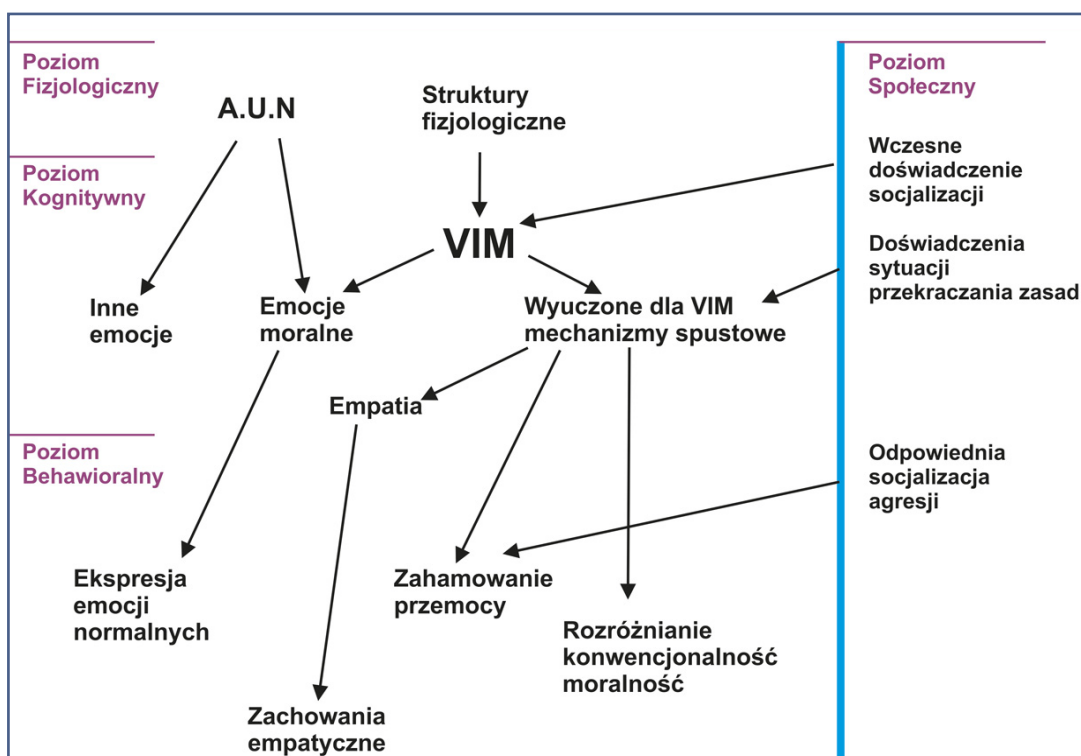 Poziom
Fizjologiczny
A.U.N
Struktury
fizjologiczne
Poziom
Społeczny
Wczesne
doświadczenie
socjalizacji
Poziom
Kognitywny
VIM
Doświadczenia
sytuacji
przekraczania zasad
Inne
emocje
Emocje
moralne
Wyuczone dla VIM
mechanizmy spustowe
Empatia
Poziom
Behawioralny
Odpowiednia
socjalizacja
agresji
Ekspresja
emocji
normalnych
Zahamowanie
przemocy
Rozróżnianie
konwencjonalność
moralność
Zachowania
empatyczne